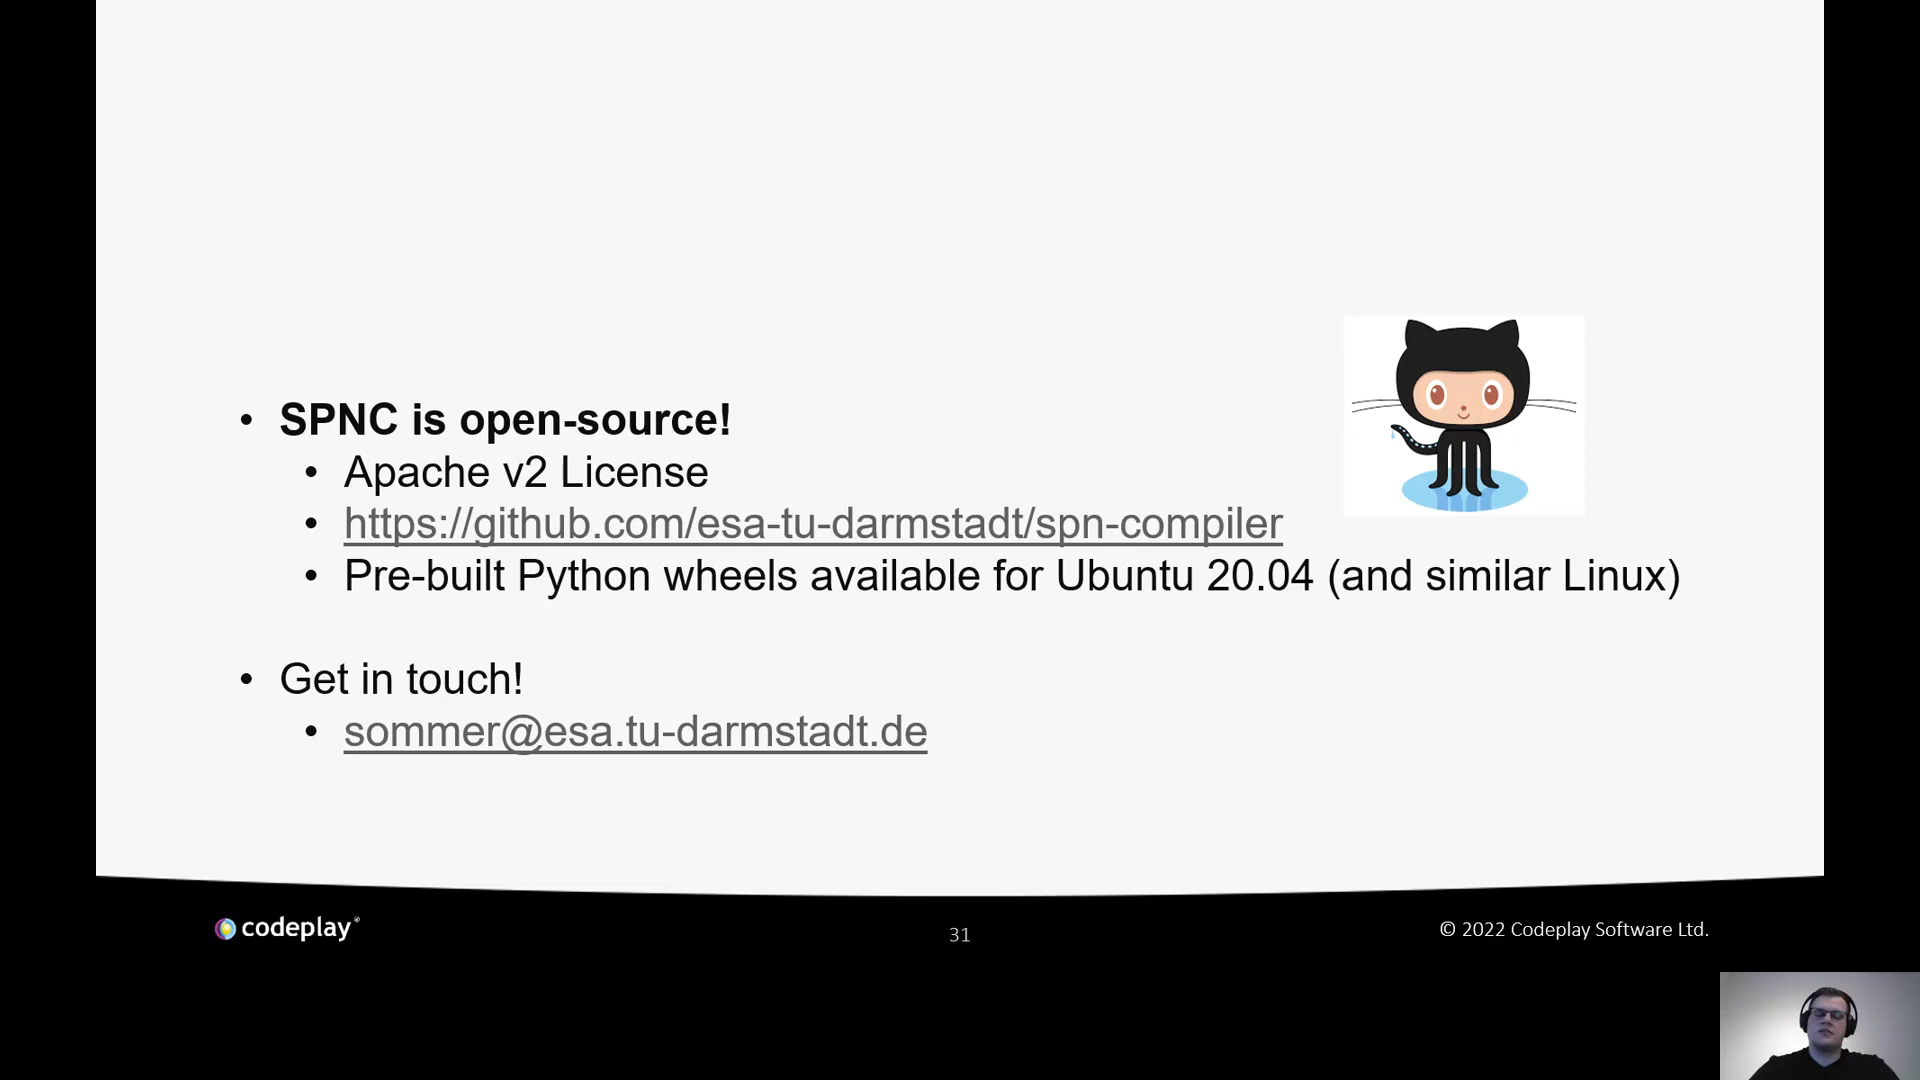 SPNC is open-source!
Apache v2 License
https://github.com/esa-tu-darmstadt/spn-compiler
Pre-built Python wheels available for Ubuntu 20.04 (and similar Linux)
Get in touch!
sommer@esa.tu-darmstadt.de
codeplay®
31
© 2022 Codeplay Software Ltd.